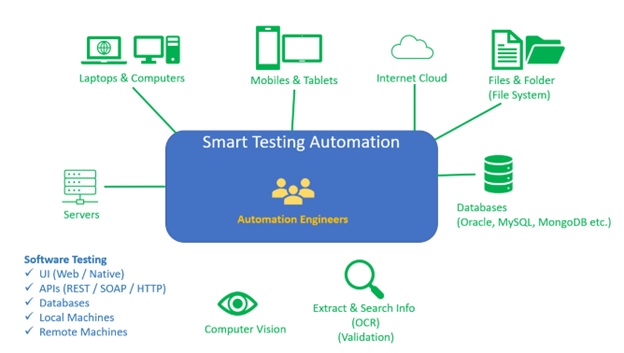 Laptops & Computers
Mobiles & Tablets
Internet Cloud
Files & Folder
(File System)
Smart Testing Automation
Automation Engineers
Servers
Databases
(Oracle, MySQL, MongoDB etc.)
Software Testing
✓ UI (Web / Native)
✓ APIs (REST / SOAP / HTTP)
✓ Databases
✓ Local Machines
✓ Remote Machines
Computer Vision
Extract & Search Info
(OCR)
(Validation)